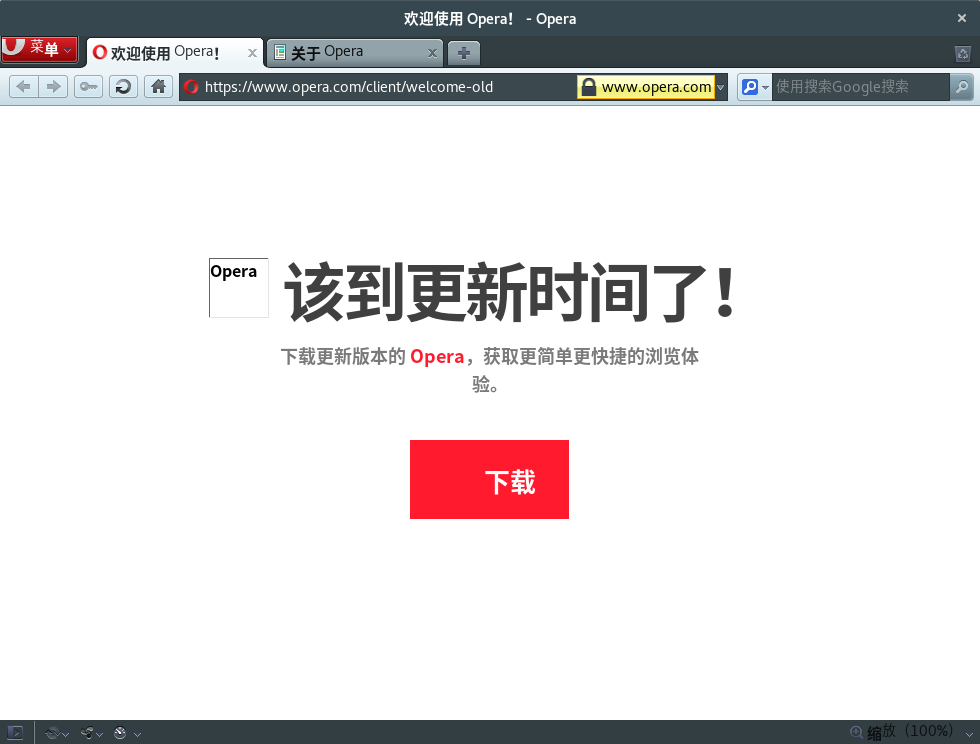 欢迎使用 Opera！ - Opera
菜单
欢迎使用 Opera！
关于 Opera
https://www.opera.com/client/welcome-old
www.opera.com
使用搜索Google搜索
Opera
该到更新时间了！
下载更新版本的 Opera，获取更简单更快捷的浏览体
验。
下载
缩放（100%）